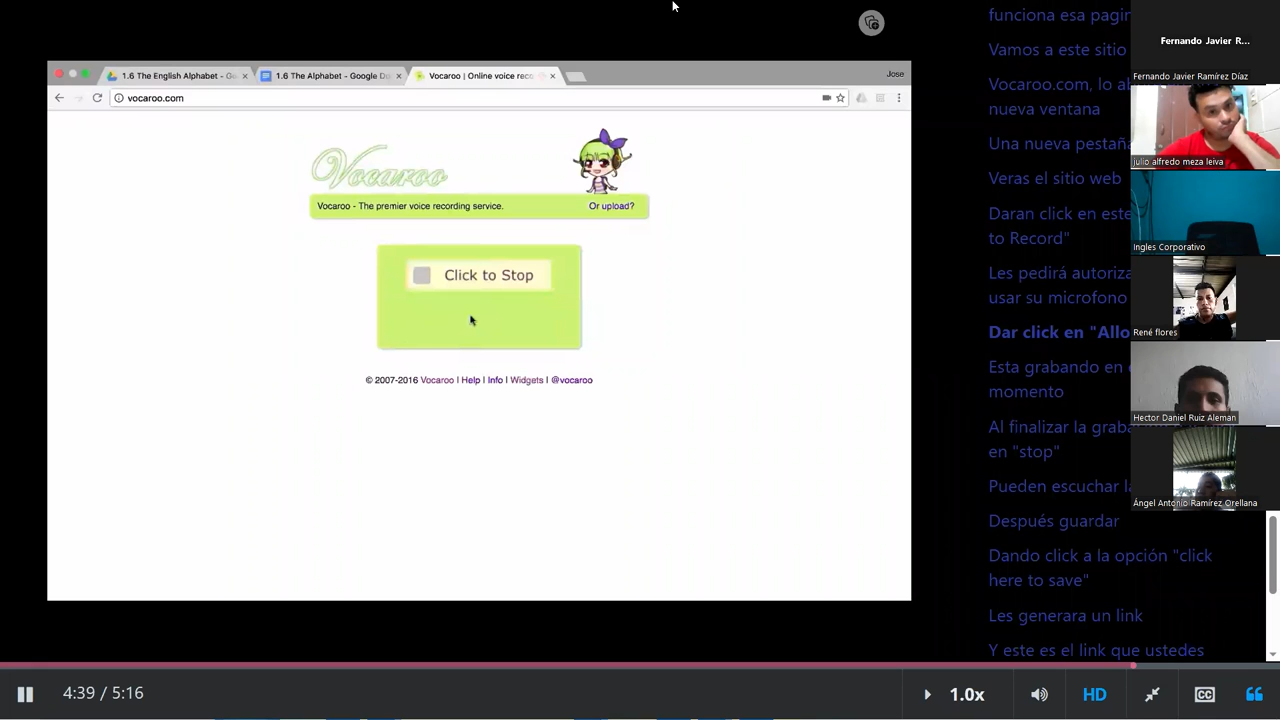 1.6 The English Alphabet - G
1.6 The Alphabet - Google Do
Vocaroo | Online voice reco
Jose
vocaroo.com
Vocaroo
Vocaroo - The premier voice recording service.
Or upload?
Click to Stop
© 2007-2016 Vocaroo | Help | Info | Widgets | @vocaroo
funciona esa pagin
Vamos a este sitio
Vocaroo.com, lo ab
nueva ventana
Una nueva pestañ
Veras el sitio web
Daran click en este
to Record"
Les pedirá autoriza
usar su microfono
Dar click en "Allo
Esta grabando en e
momento
Al finalizar la graba
en "stop"
Pueden escuchar la
Después guardar
Dando click a la opción "click
here to save"
Les generara un link
Y este es el link que ustedes
Fernando Javier R...
Fernando Javier Ramírez Díaz
julio alfredo meza leiva
Ingles Corporativo
René flores
Hector Daniel Ruiz Aleman
Ángel Antonio Ramírez Orellana
4:39 / 5:16
1.0x
HD
CC